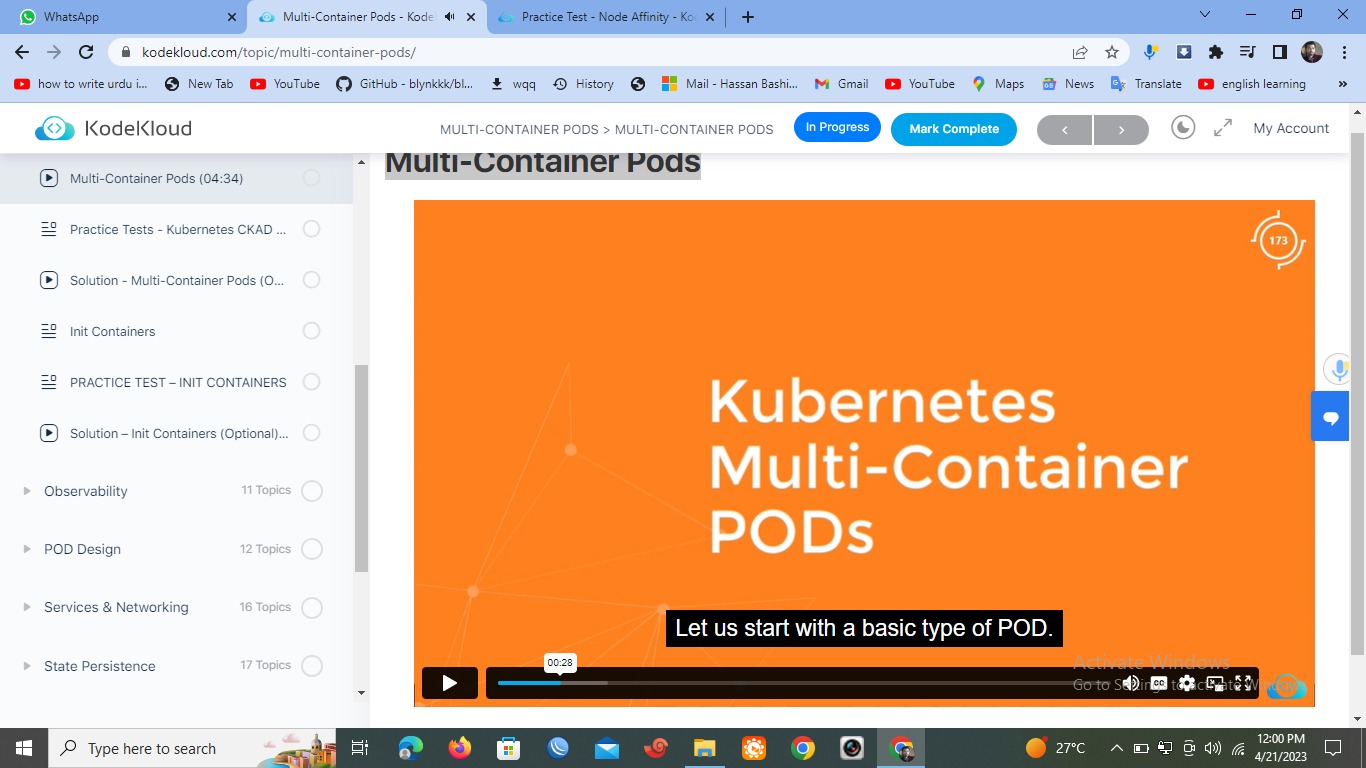 WhatsApp
Multi-Container Pods - Kodek
Practice Test - Node Affinity - Ko
kodekloud.com/topic/multi-container-pods/
how to write urdu i...
New Tab
YouTube
GitHub - blynkkk/bl...
wqq
History
Mail - Hassan Bashi...
Gmail
YouTube
Maps
News
Translate
english learning
»
KodeKloud
MULTI-CONTAINER PODS > MULTI-CONTAINER PODS
In Progress
Mark Complete
<
>
My Account
Multi-Container Pods (04:34)
Practice Tests - Kubernetes CKAD ...
Solution - Multi-Container Pods (O...
Init Containers
PRACTICE TEST – INIT CONTAINERS
Solution – Init Containers (Optional)...
Observability
11 Topics
POD Design
12 Topics
Services & Networking
16 Topics
State Persistence
17 Topics
Multi-Container Pods
173
Kubernetes
Multi-Container
PODs
Let us start with a basic type of POD.
00:28
CC
Activate Windows
Go to Settings to activate Windows.
Type here to search
27°C
12:00 PM
4/21/2023